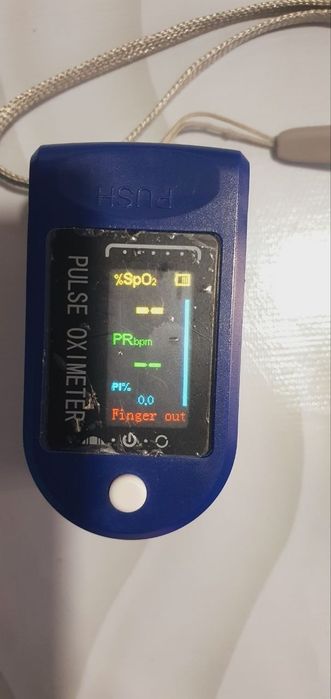 PUSH
PULSE OXIMETER
%SpO2
--
PRbpm
--
PI%
0.0
Finger out